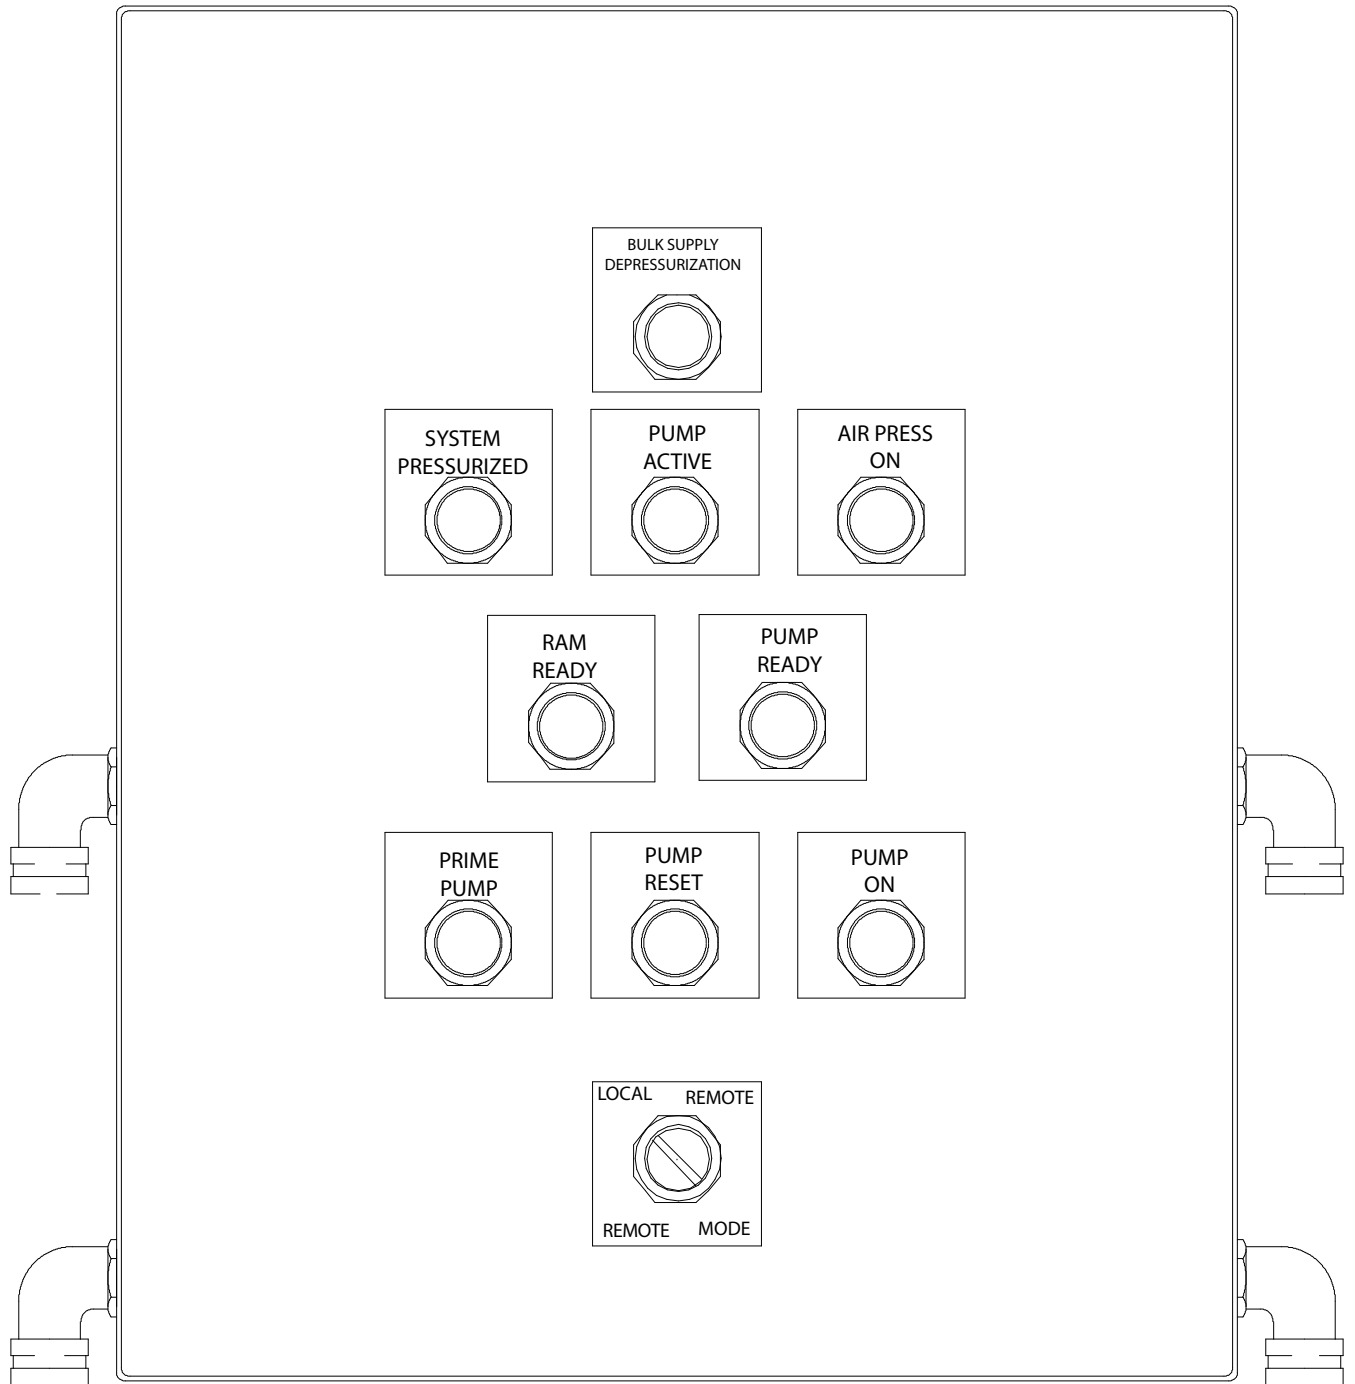 BULK SUPPLY
DEPRESSURIZATION
SYSTEM
PRESSURIZED
PUMP
ACTIVE
AIR PRESS
ON
RAM
READY
PUMP
READY
PRIME
PUMP
PUMP
RESET
PUMP
ON
LOCAL
REMOTE
REMOTE
MODE